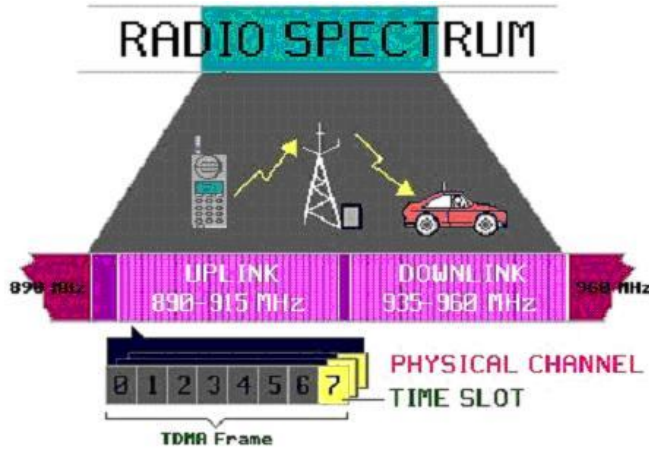 RADIO SPECTRUM
UPLINK
890-915 MHz
DOWNLINK
935-960 MHz
890 MHz
960 MHz
0 1 2 3 4 5 6 7
PHYSICAL CHANNEL
TIME SLOT
TDMA Frame